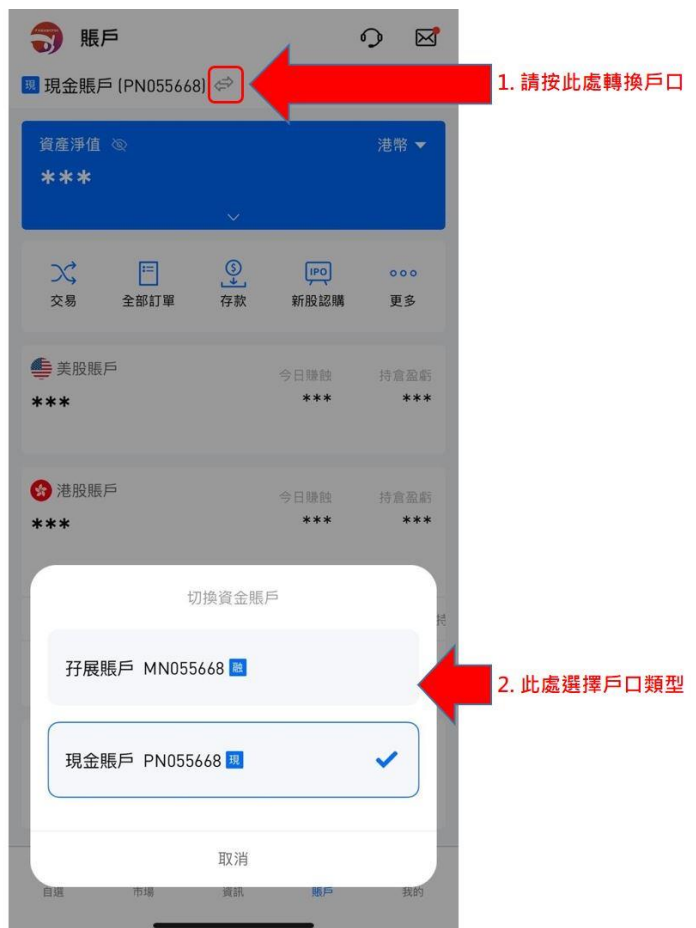 賬戶
現 現金賬戶 (PN055668)
1. 請按此處轉換戶口
資產淨值
港幣
***
交易 全部訂單 存款 IPO 新股認購 更多
美股賬戶 今日賺蝕 持倉盈虧
*** *** ***
港股賬戶 今日賺蝕 持倉盈虧
*** *** ***
切換資金賬戶
孖展賬戶 MN055668 融
2. 此處選擇戶口類型
現金賬戶 PN055668 現
取消
自選 市場 資訊 賬戶 我的